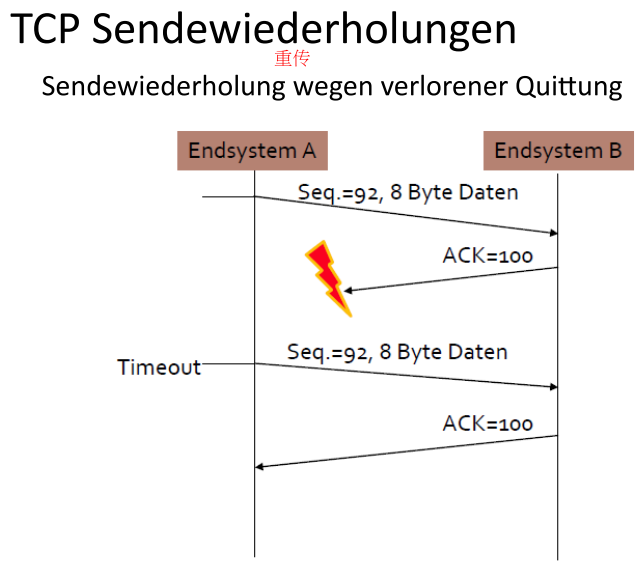 TCP Sendewiederholungen
重传
Sendewiederholung wegen verlorener Quittung
Endsystem A
Endsystem B
Seq.=92, 8 Byte Daten
ACK=100
Timeout
Seq.=92, 8 Byte Daten
ACK=100